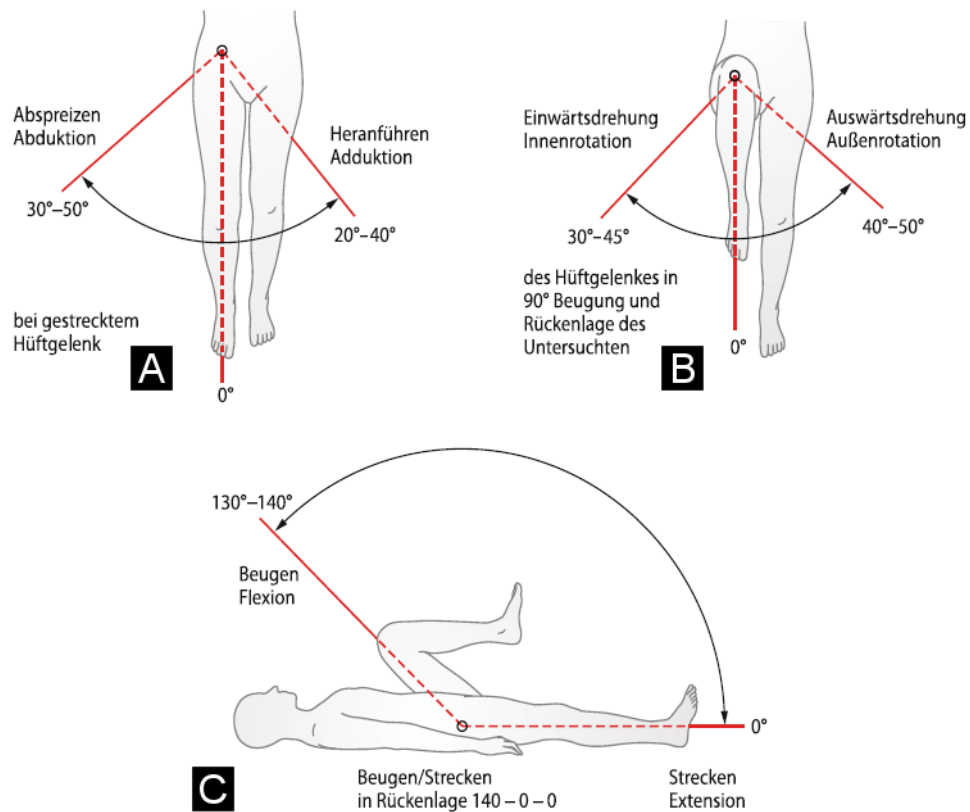 Abspreizen
Abduktion
30°–50°
Heranführen
Adduktion
20°–40°
bei gestrecktem
Hüftgelenk
A
0°
Einwärtsdrehung
Innenrotation
30°–45°
Auswärtsdrehung
Außenrotation
40°–50°
des Hüftgelenkes in
90° Beugung und
Rückenlage des
Untersuchten
0°
B
130°–140°
Beugen
Flexion
0°
C
Beugen/Strecken
in Rückenlage 140 – 0 – 0
Strecken
Extension